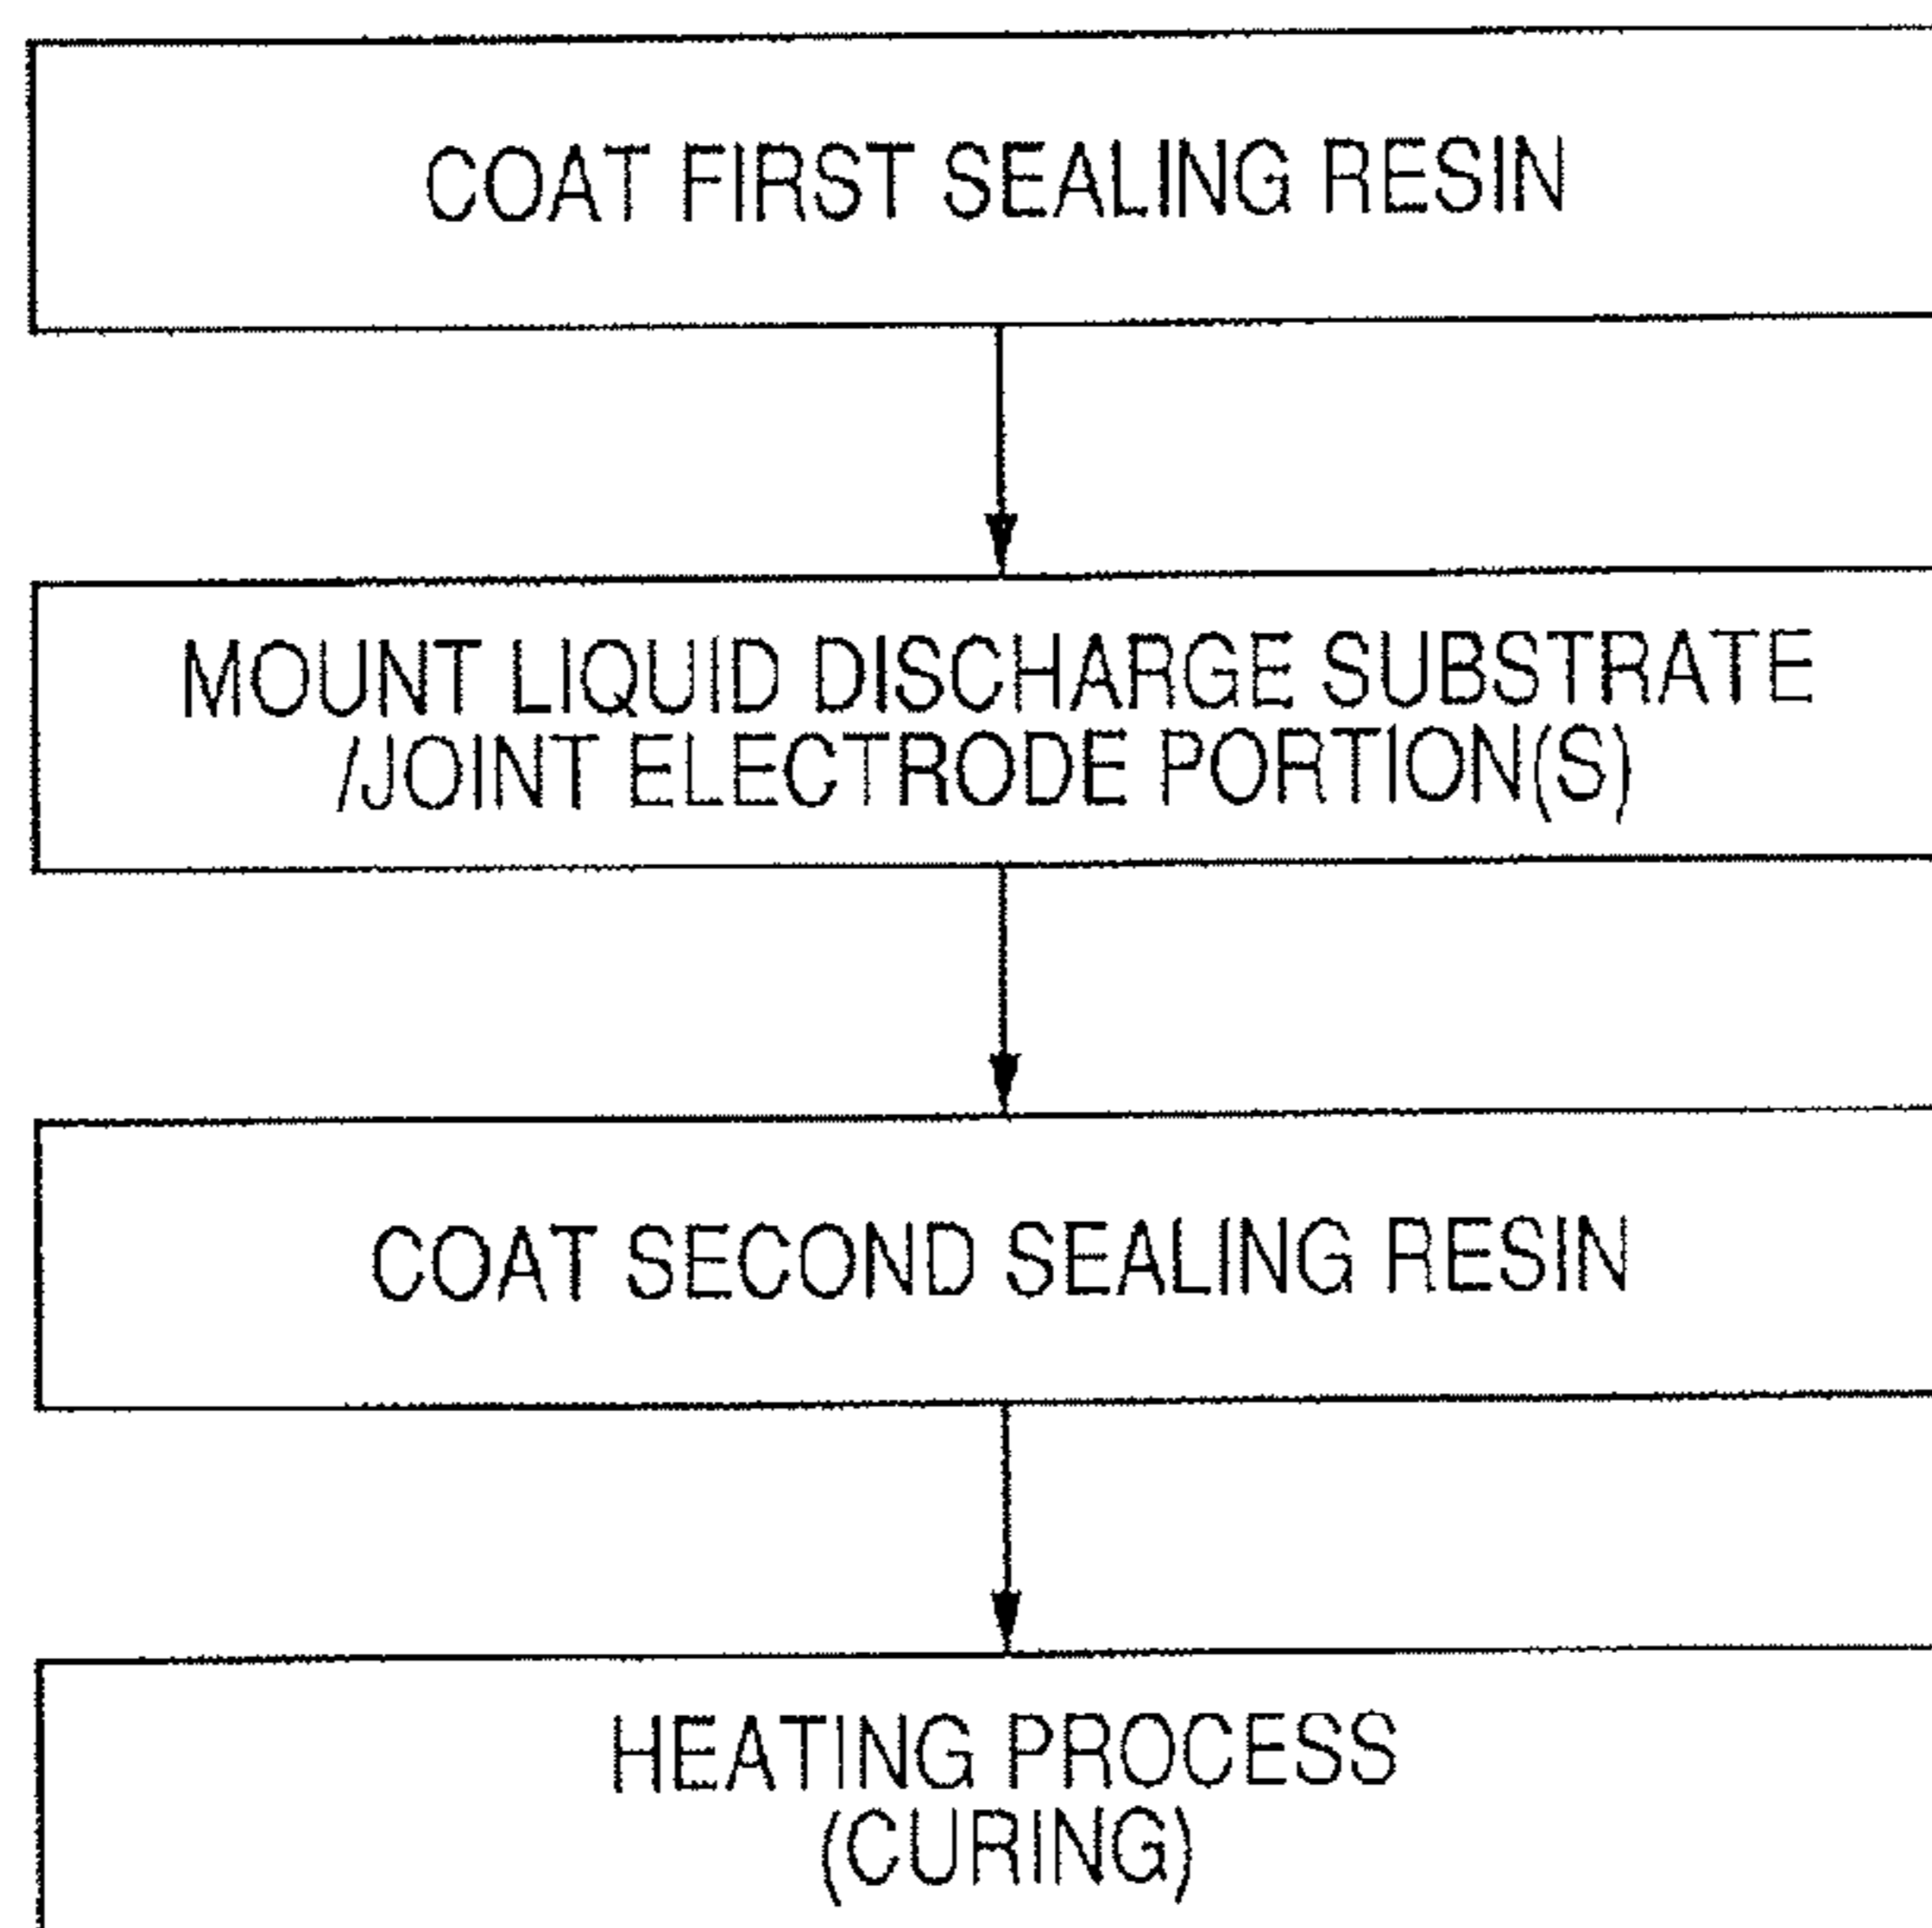 COAT FIRST SEALING RESIN
MOUNT LIQUID DISCHARGE SUBSTRATE
/JOINT ELECTRODE PORTION(S)
COAT SECOND SEALING RESIN
HEATING PROCESS
(CURING)